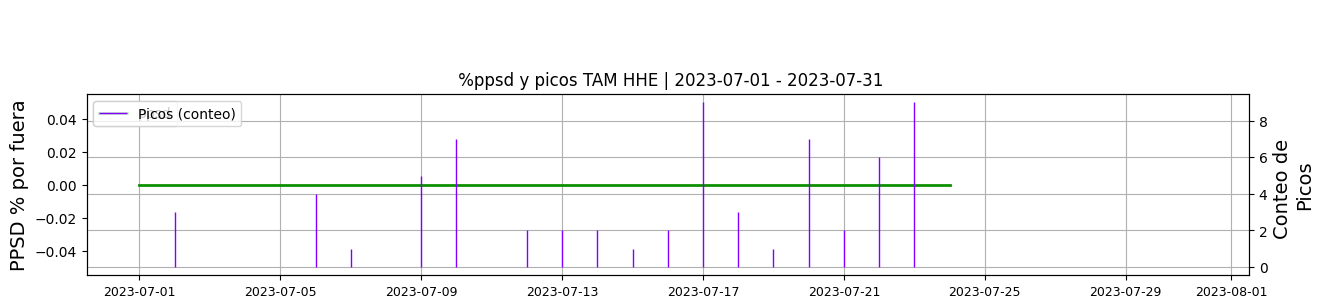 %ppsd y picos TAM HHE | 2023-07-01 - 2023-07-31
PPSD % por fuera
0.04
0.02
0.00
−0.02
−0.04
Picos (conteo)
8
6
4
2
0
Conteo de
Picos
2023-07-01 2023-07-05 2023-07-09 2023-07-13 2023-07-17 2023-07-21 2023-07-25 2023-07-29 2023-08-01